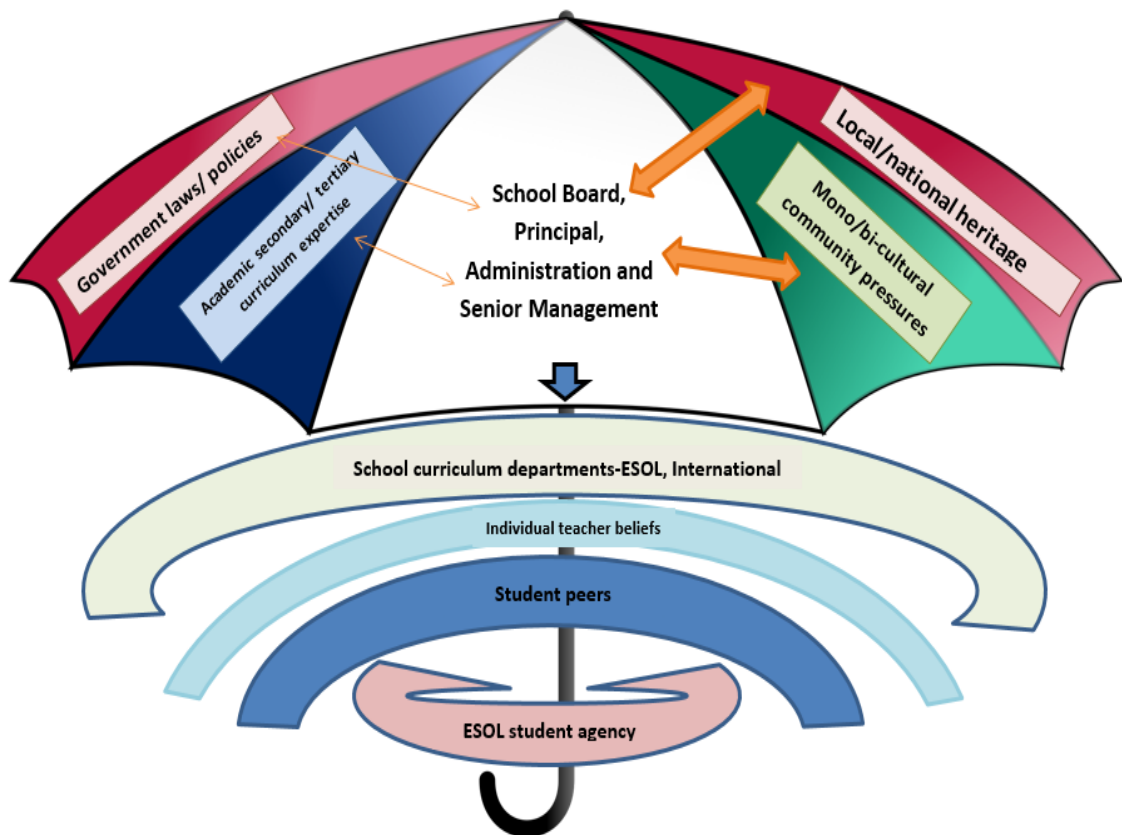 Government laws/ policies
Academic secondary/ tertiary
curriculum expertise
School Board,
Principal,
Administration and
Senior Management
Mono/bi-cultural
community pressures
Local/national heritage
School curriculum departments-ESOL, International
Individual teacher beliefs
Student peers
ESOL student agency